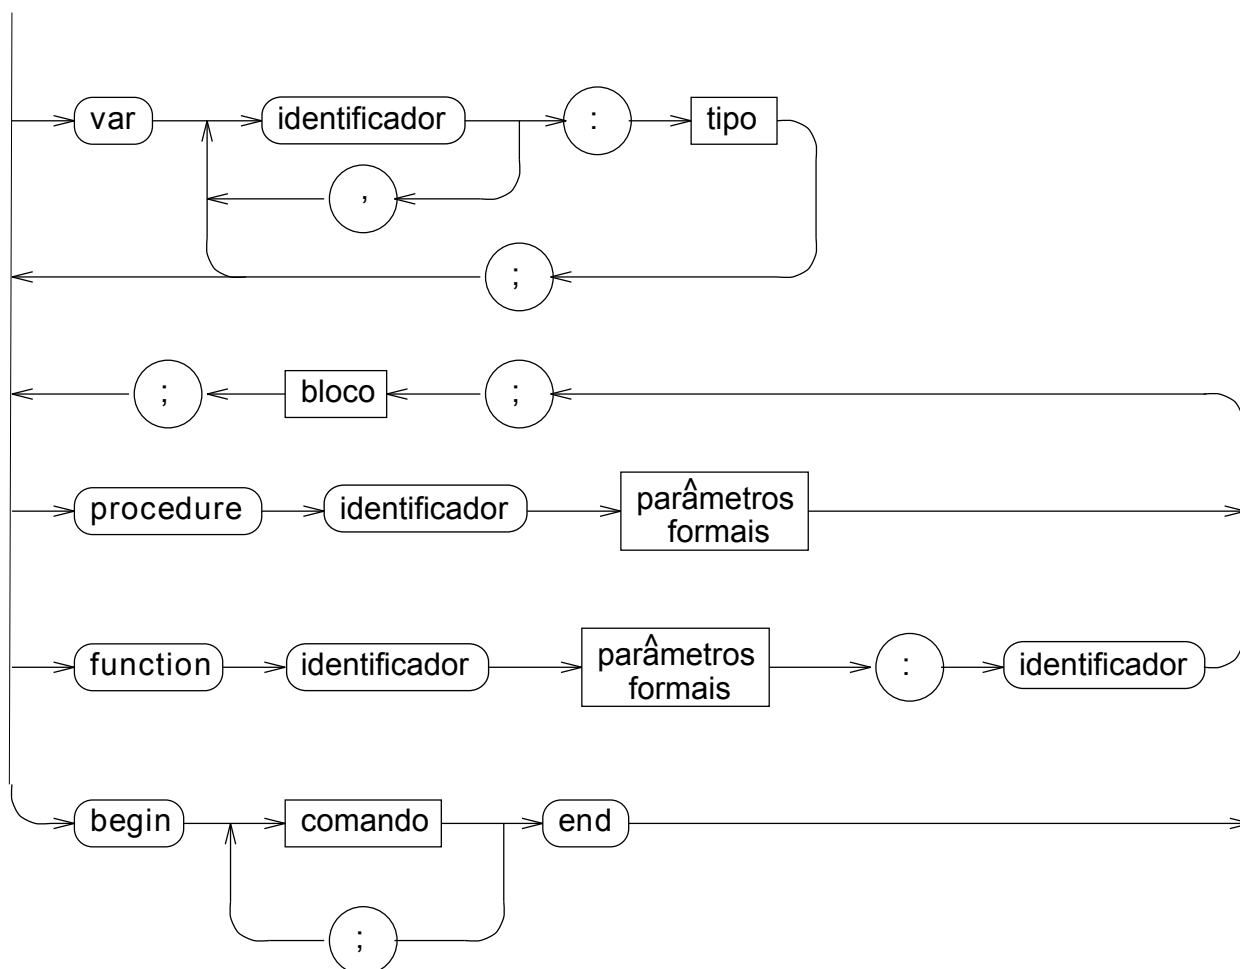 var identificador : tipo
,
;
; bloco ;
procedure identificador parâmetros
formais
function identificador parâmetros
formais : identificador
begin comando end
;